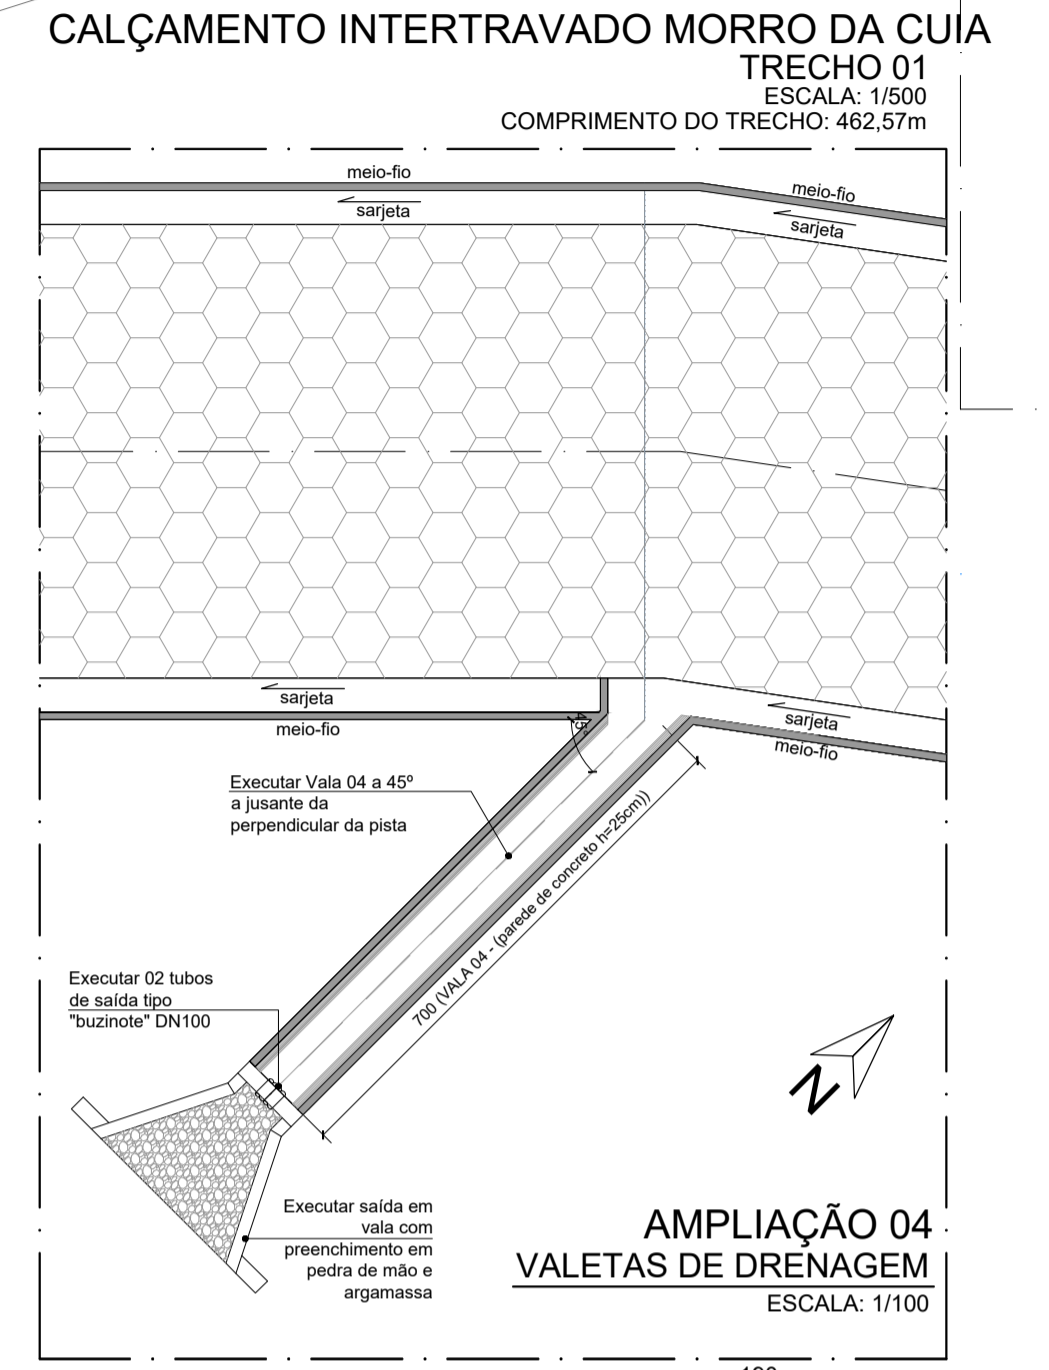 CALÇAMENTO INTERTRAVADO MORRO DA CUIA
TRECHO 01
ESCALA: 1/500
COMPRIMENTO DO TRECHO: 462,57m
meio-fio
meio-fio
sarjeta
sarjeta
sarjeta
meio-fio
sarjeta
meio-fio
45°
Executar Vala 04 a 45º
a jusante da
perpendicular da pista
700 (VALA 04 - (parede de concreto h=25cm))
Executar 02 tubos
de saída tipo
"buzinote" DN100
N
Executar saída em
vala com
preenchimento em
pedra de mão e
argamassa
AMPLIAÇÃO 04
VALETAS DE DRENAGEM
ESCALA: 1/100